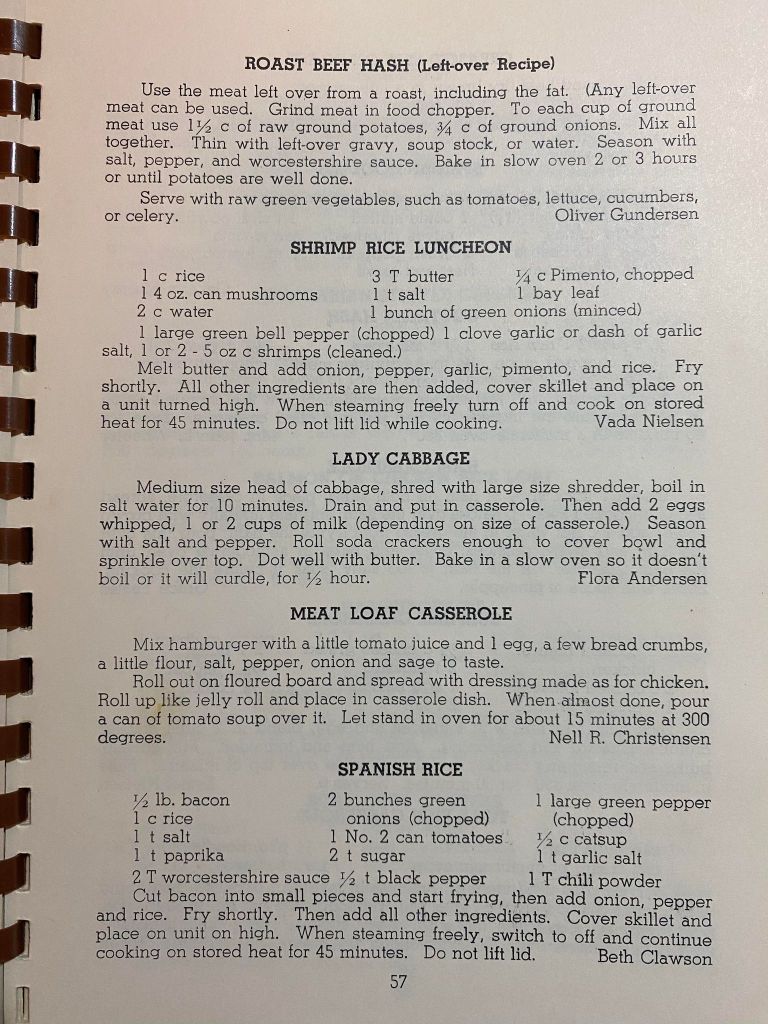 ROAST BEEF HASH (Left-over Recipe)
Use the meat left over from a roast, including the fat. (Any left-over
meat can be used. Grind meat in food chopper. To each cup of ground
meat use 1½ c of raw ground potatoes, ¾ c of ground onions. Mix all
together. Thin with left-over gravy, soup stock, or water. Season with
salt, pepper, and worcestershire sauce. Bake in slow oven 2 or 3 hours
or until potatoes are well done.
Serve with raw green vegetables, such as tomatoes, lettuce, cucumbers,
or celery. Oliver Gundersen
SHRIMP RICE LUNCHEON
1 c rice 3 T butter ¼ c Pimento, chopped
1 4 oz. can mushrooms 1 t salt 1 bay leaf
2 c water 1 bunch of green onions (minced)
1 large green bell pepper (chopped) 1 clove garlic or dash of garlic
salt, 1 or 2 - 5 oz c shrimps (cleaned.)
Melt butter and add onion, pepper, garlic, pimento, and rice. Fry
shortly. All other ingredients are then added, cover skillet and place on
a unit turned high. When steaming freely turn off and cook on stored
heat for 45 minutes. Do not lift lid while cooking. Vada Nielsen
LADY CABBAGE
Medium size head of cabbage, shred with large size shredder, boil in
salt water for 10 minutes. Drain and put in casserole. Then add 2 eggs
whipped, 1 or 2 cups of milk (depending on size of casserole.) Season
with salt and pepper. Roll soda crackers enough to cover bowl and
sprinkle over top. Dot well with butter. Bake in a slow oven so it doesn't
boil or it will curdle, for ½ hour. Flora Andersen
MEAT LOAF CASSEROLE
Mix hamburger with a little tomato juice and 1 egg, a few bread crumbs,
a little flour, salt, pepper, onion and sage to taste.
Roll out on floured board and spread with dressing made as for chicken.
Roll up like jelly roll and place in casserole dish. When almost done, pour
a can of tomato soup over it. Let stand in oven for about 15 minutes at 300
degrees. Nell R. Christensen
SPANISH RICE
½ lb. bacon 2 bunches green 1 large green pepper
1 c rice onions (chopped) (chopped)
1 t salt 1 No. 2 can tomatoes ½ c catsup
1 t paprika 2 t sugar 1 t garlic salt
2 T worcestershire sauce ½ t black pepper 1 T chili powder
Cut bacon into small pieces and start frying, then add onion, pepper
and rice. Fry shortly. Then add all other ingredients. Cover skillet and
place on unit on high. When steaming freely, switch to off and continue
cooking on stored heat for 45 minutes. Do not lift lid. Beth Clawson
57